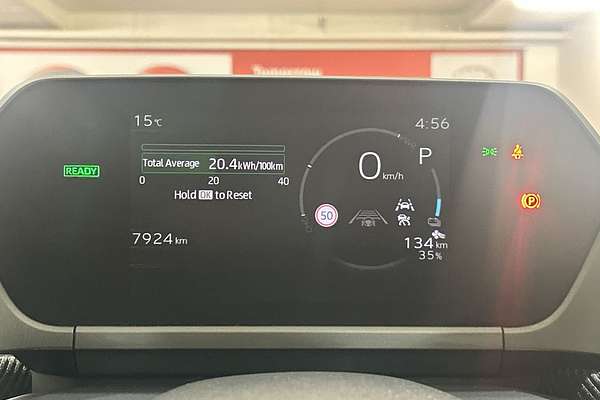 Tomorrow
15℃
4:56
Total Average 20.4kWh/100km
0 20 40
Hold OK to Reset
READY
0 km/h
P
50
P
7924 km
134 km
35%